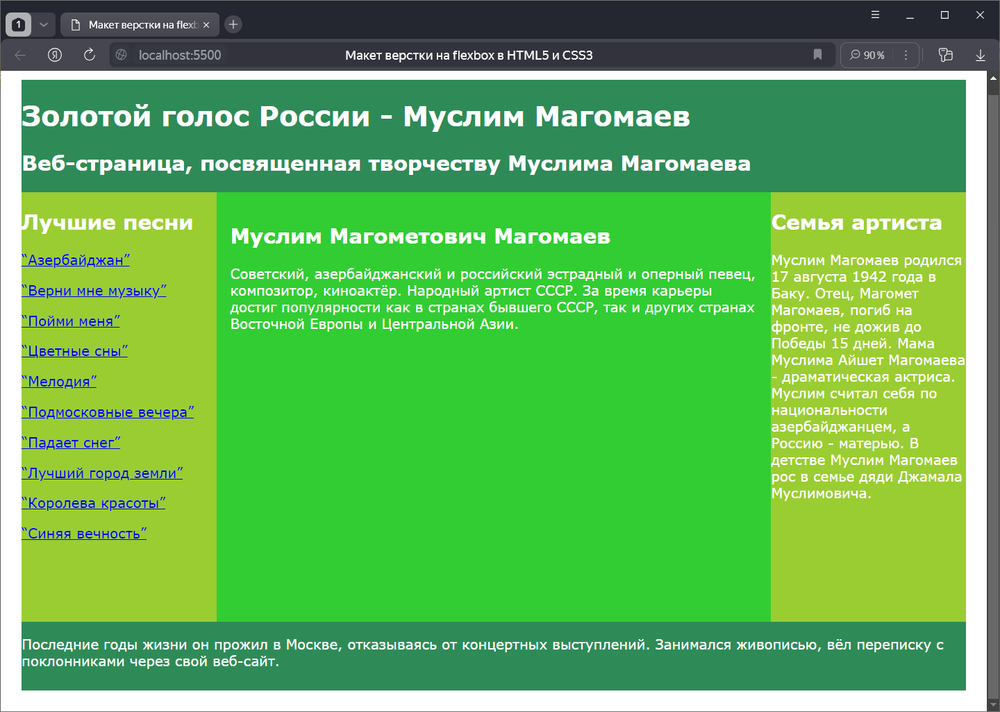 1
Макет верстки на flexb
localhost:5500
Макет верстки на flexbox в HTML5 и CSS3
90 %
Золотой голос России - Муслим Магомаев
Веб-страница, посвященная творчеству Муслима Магомаева
Лучшие песни
“Азербайджан”
“Верни мне музыку”
“Пойми меня”
“Цветные сны”
“Мелодия”
“Подмосковные вечера”
“Падает снег”
“Лучший город земли”
“Королева красоты”
“Синяя вечность”
Муслим Магометович Магомаев
Советский, азербайджанский и российский эстрадный и оперный певец,
композитор, киноактёр. Народный артист СССР. За время карьеры
достиг популярности как в странах бывшего СССР, так и других странах
Восточной Европы и Центральной Азии.
Семья артиста
Муслим Магомаев родился
17 августа 1942 года в
Баку. Отец, Магомет
Магомаев, погиб на
фронте, не дожив до
Победы 15 дней. Мама
Муслима Айшет Магомаева
- драматическая актриса.
Муслим считал себя по
национальности
азербайджанцем, а
Россию - матерью. В
детстве Муслим Магомаев
рос в семье дяди Джамала
Муслимовича.
Последние годы жизни он прожил в Москве, отказываясь от концертных выступлений. Занимался живописью, вёл переписку с
поклонниками через свой веб-сайт.